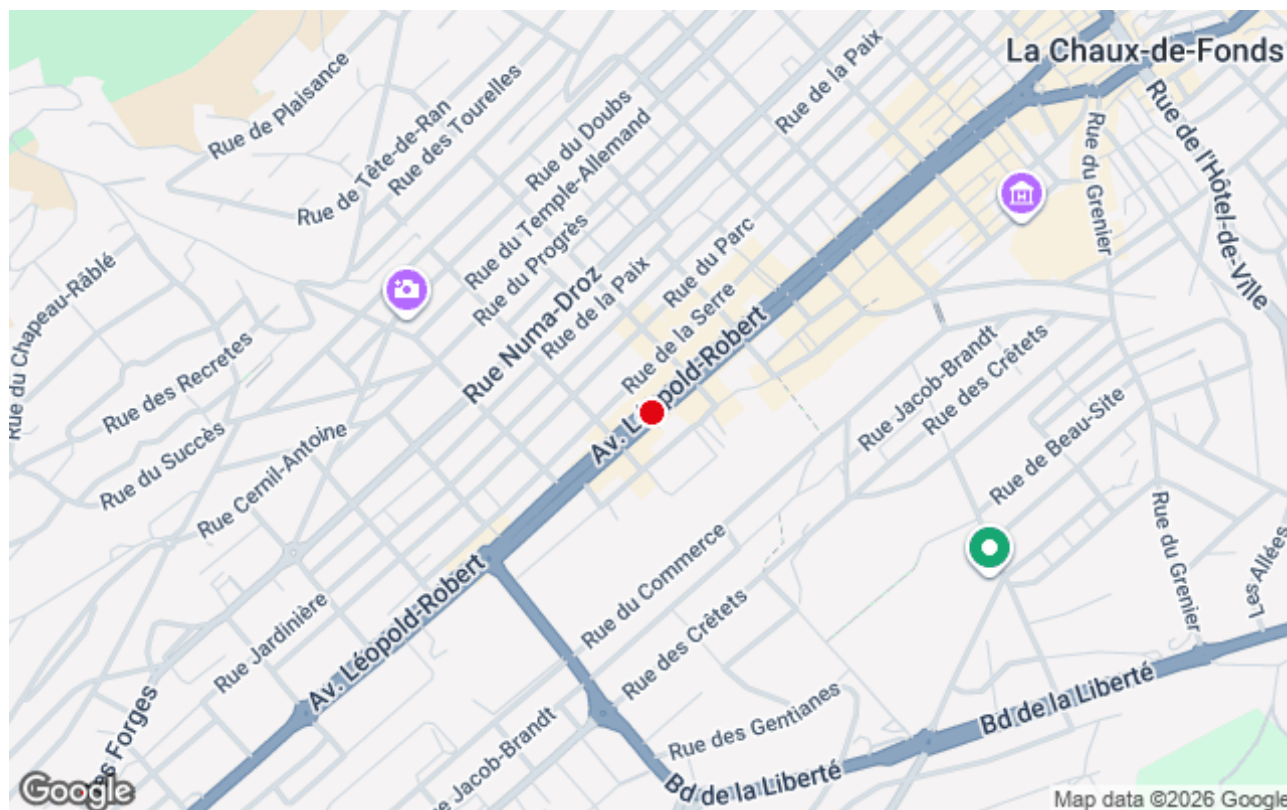 La Chaux-de-Fonds
Rue de la Paix
Rue de Plaisance
Rue des Tourelles
Rue de Tête-de-Ran
Rue du Doubs
Rue du Temple-Allemand
Rue du Progrès
Rue Numa-Droz
Rue de la Paix
Rue du Parc
Rue de la Serre
Av. Léopold-Robert
Rue du Grenier
Rue de l'Hôtel-de-Ville
Rue du Chapeau-Râblé
Rue des Recretes
Rue du Succès
Rue Cernil-Antoine
Rue Jacob-Brandt
Rue des Crêtets
Rue de Beau-Site
Rue du Grenier
Les Allées
Rue du Commerce
Rue des Crêtets
Rue Jardinière
Av. Léopold-Robert
Rue des Gentianes
Bd de la Liberté
Bd de la Liberté
es Forges
e Jacob-Brandt
Google
Map data ©2026 Google